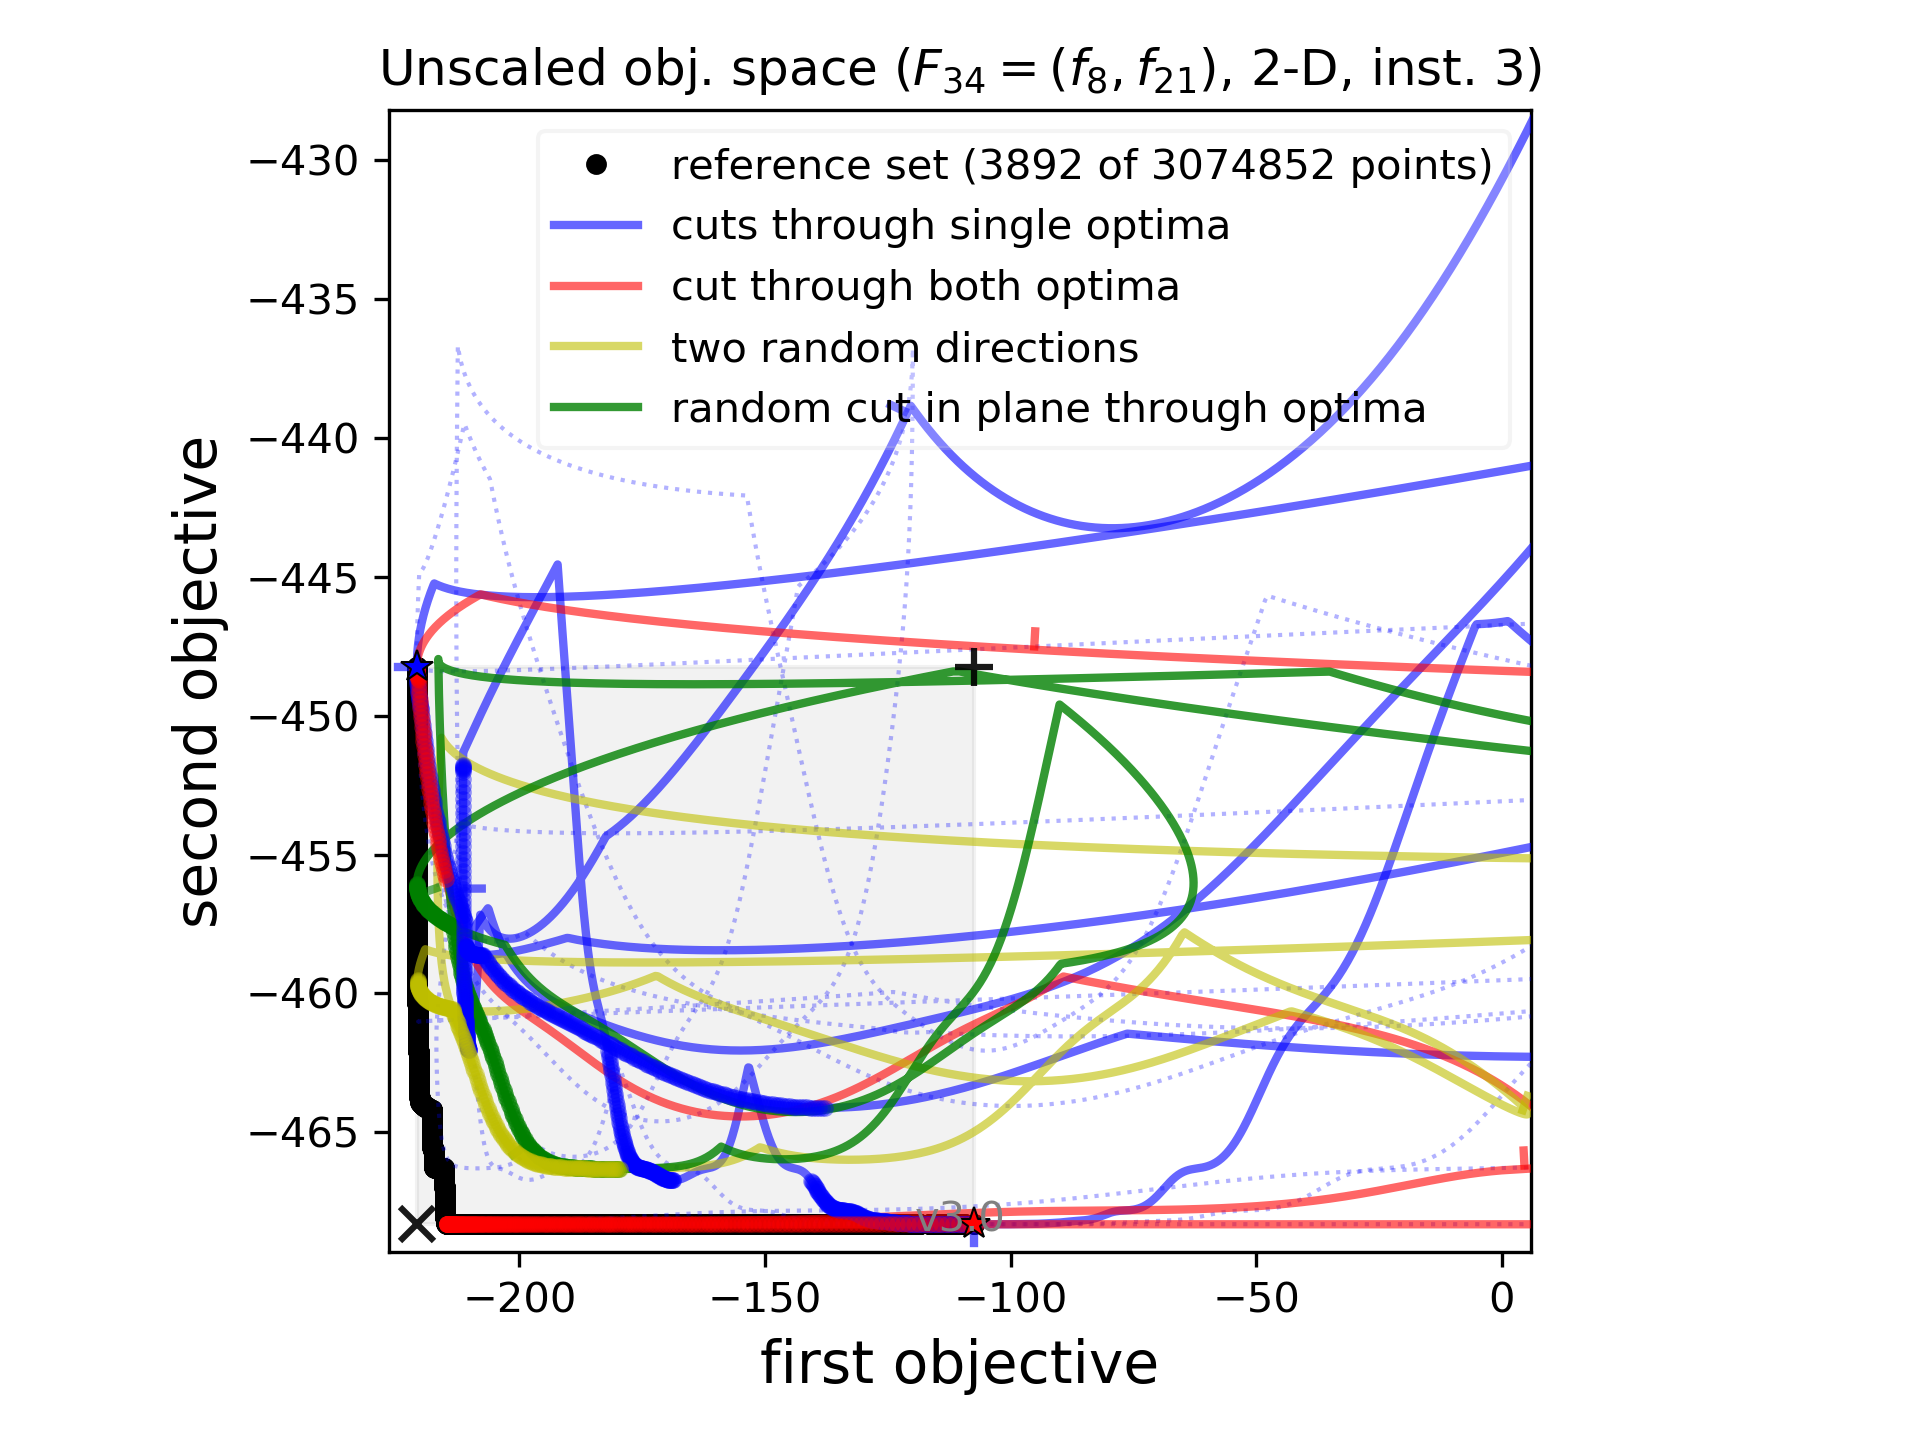 Unscaled obj. space (F₃₄ = (f₈, f₂₁), 2-D, inst. 3)
reference set (3892 of 3074852 points)
cuts through single optima
cut through both optima
two random directions
random cut in plane through optima
−430
−435
−440
−445
−450
−455
−460
−465
second objective
v3.0
−200
−150
−100
−50
0
first objective